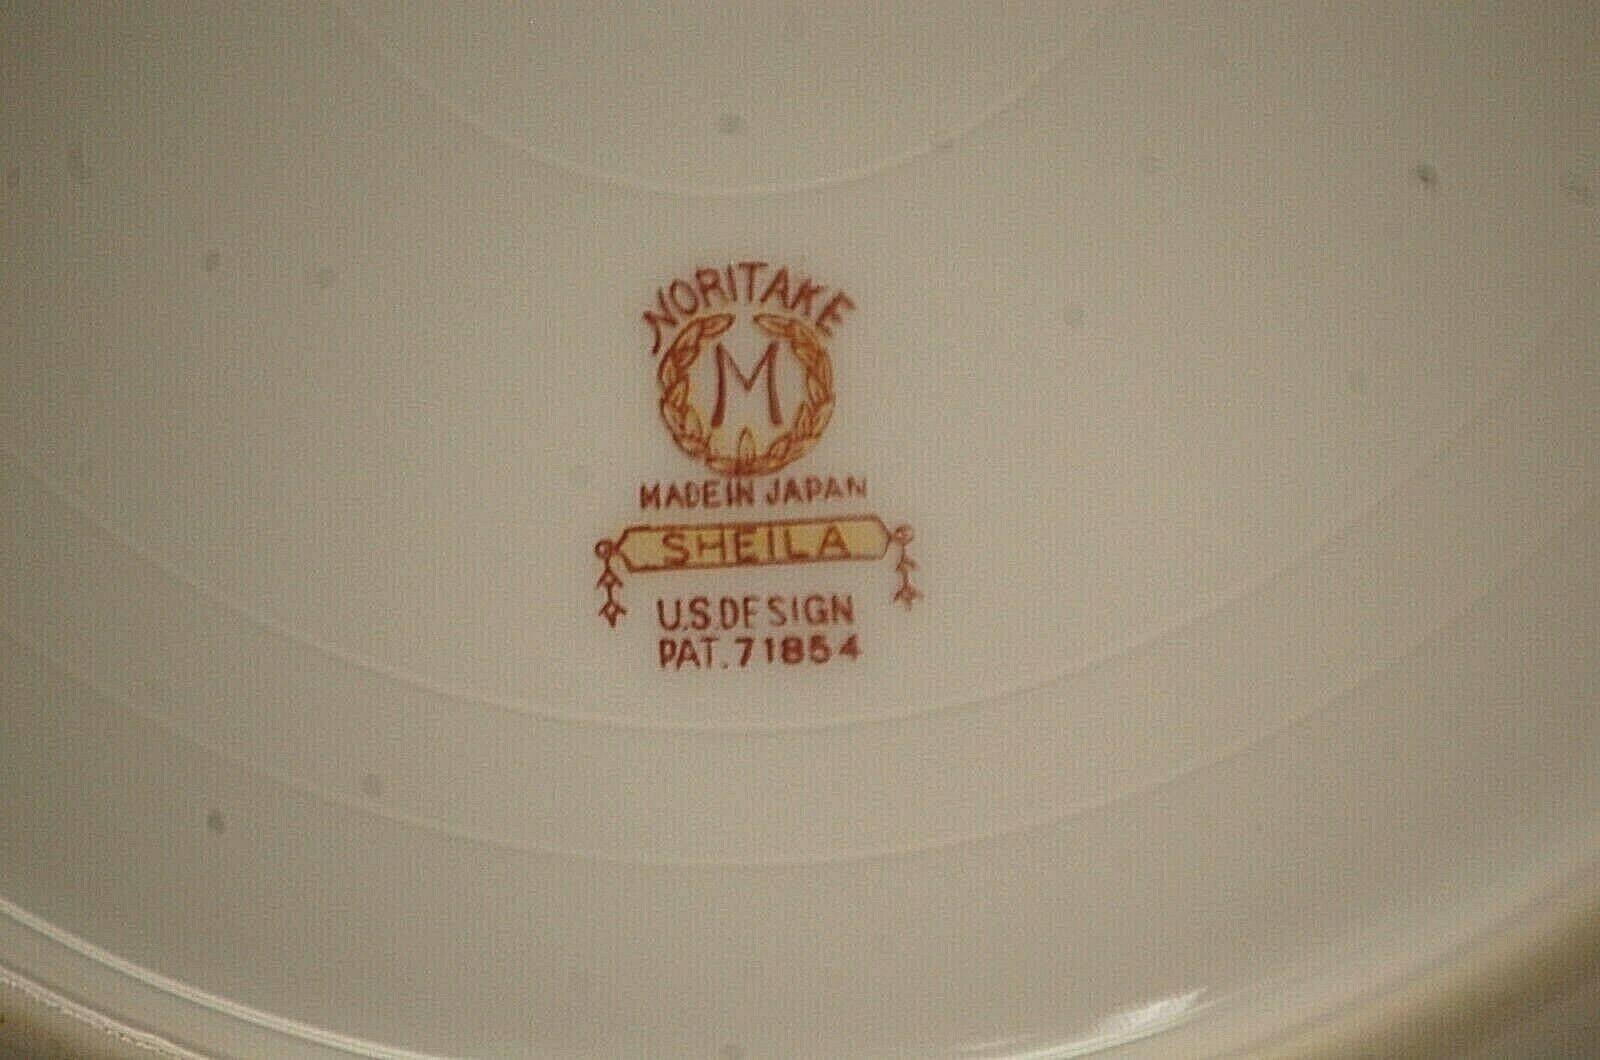 NORITAKE
M
MADE IN JAPAN
SHEILA
U.S. DESIGN
PAT. 71854